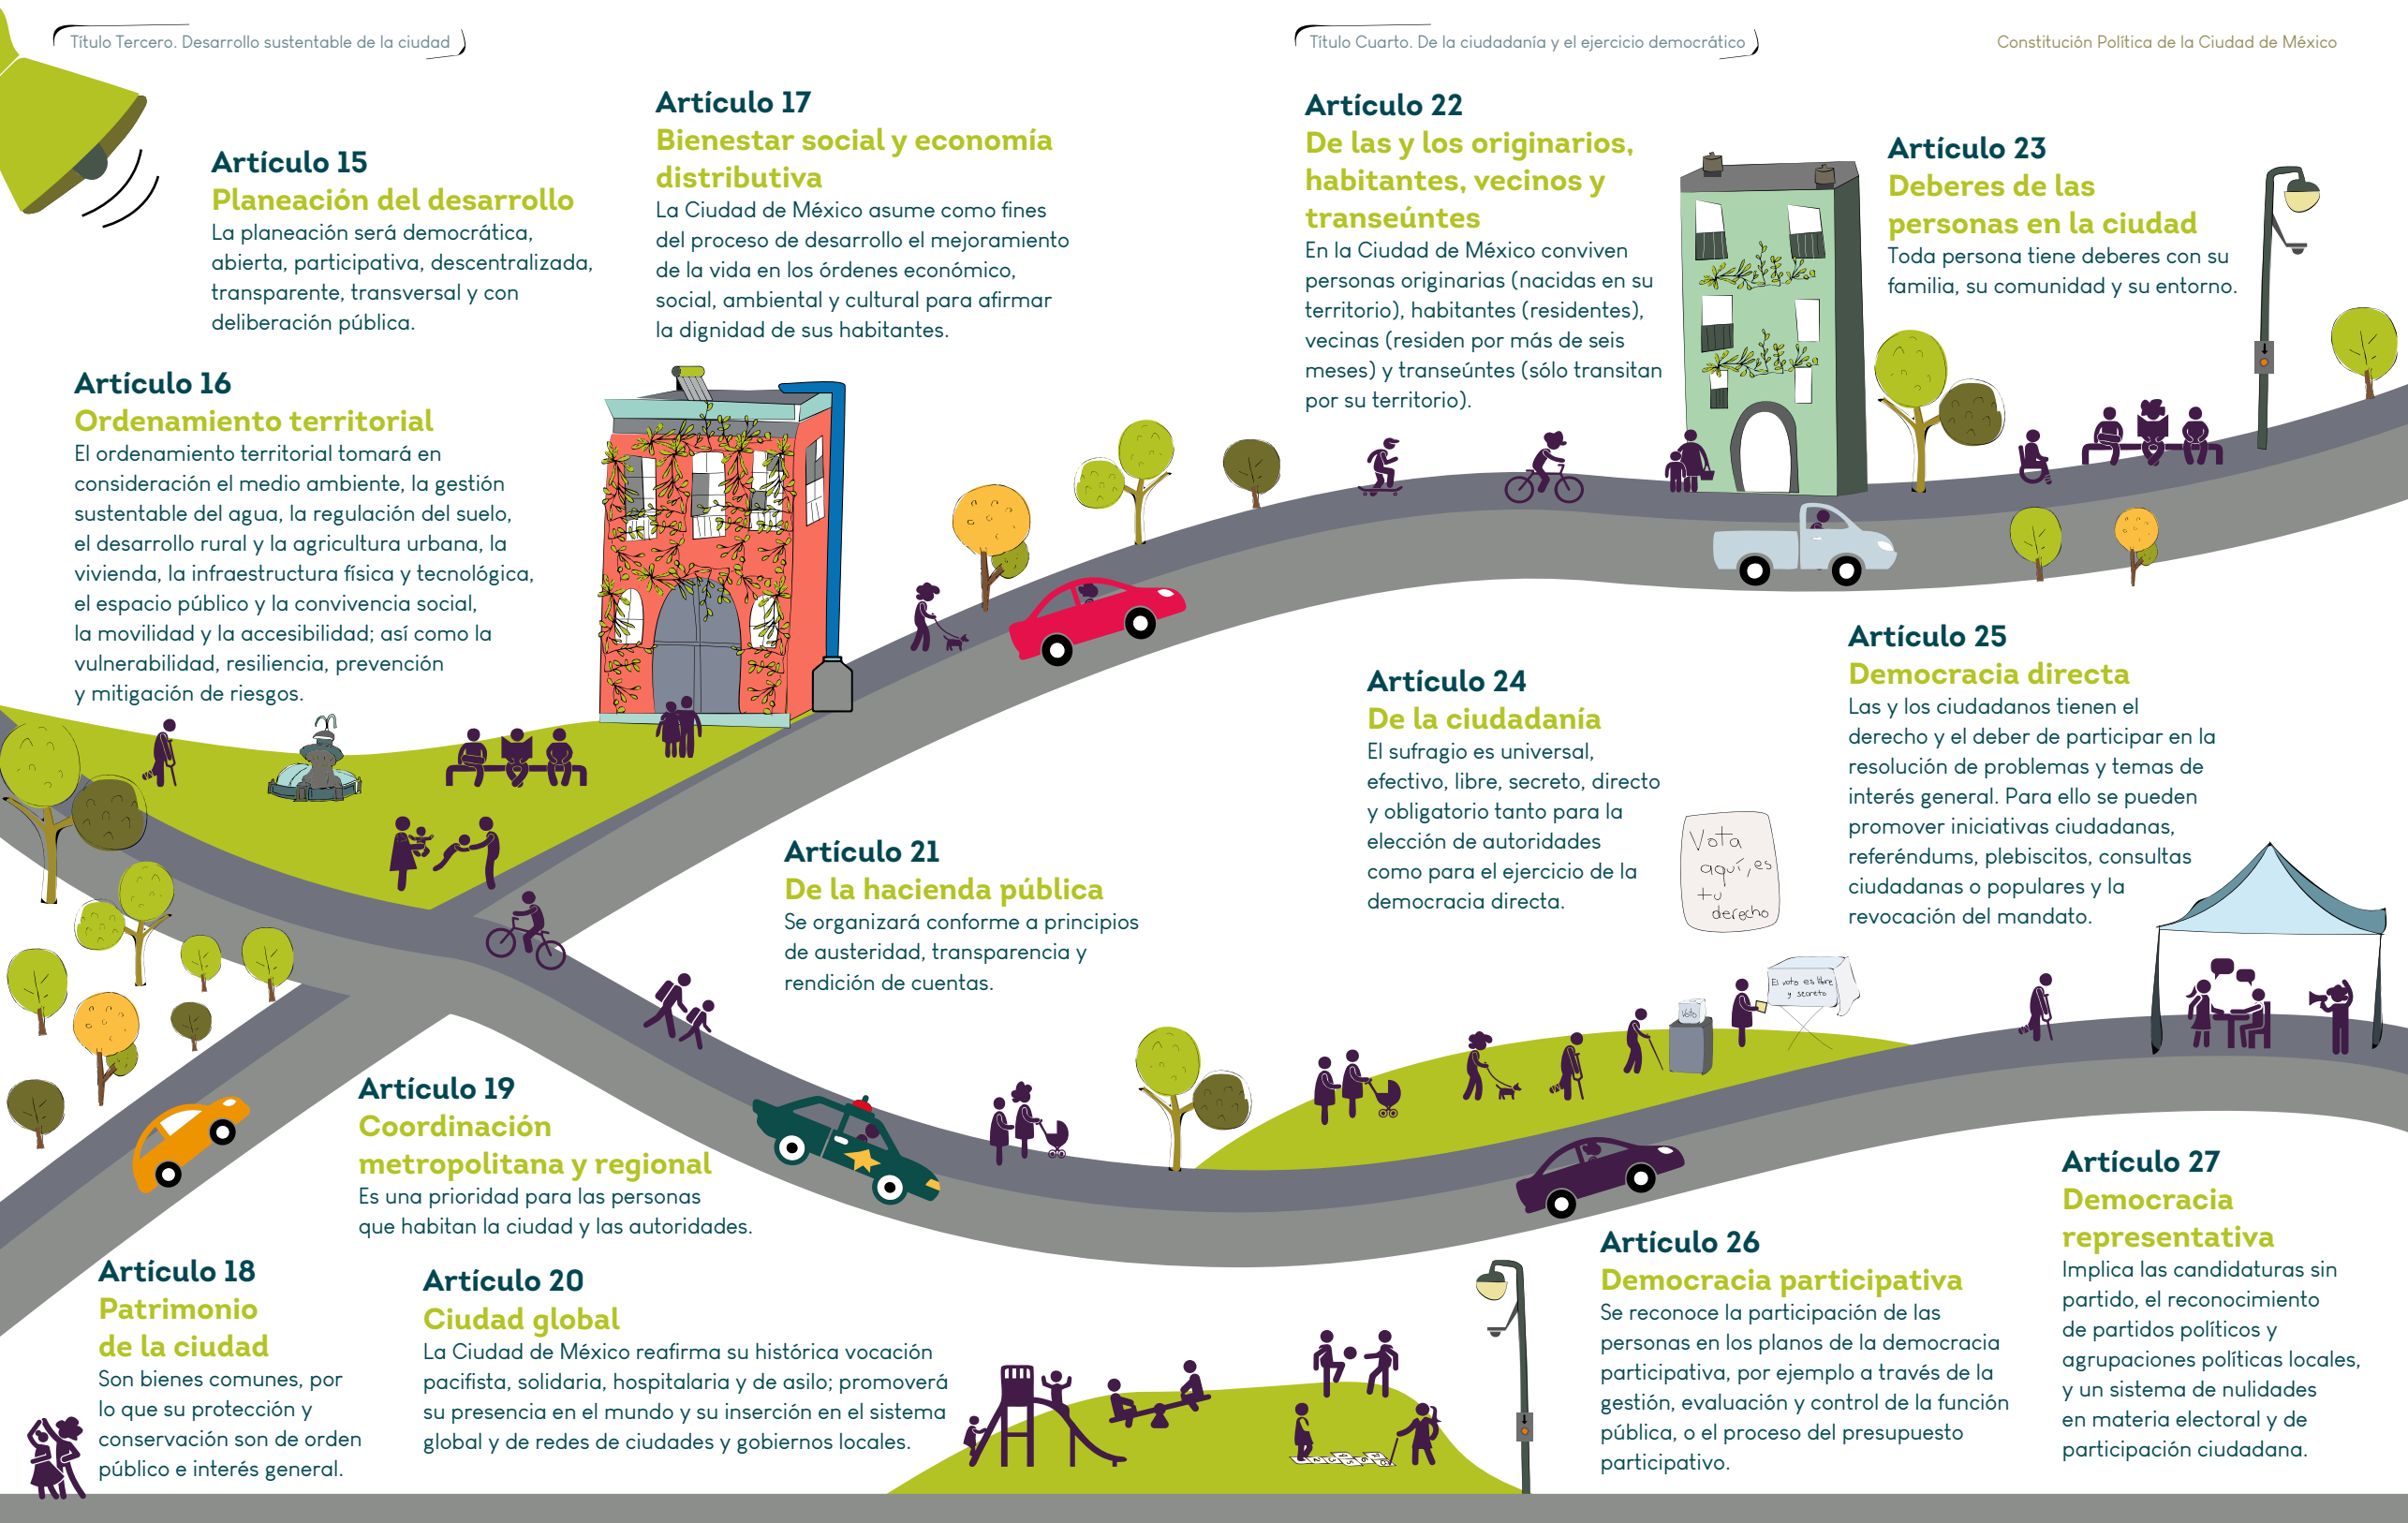 Título Tercero. Desarrollo sustentable de la ciudad
Título Cuarto. De la ciudadanía y el ejercicio democrático
Constitución Política de la Ciudad de México
Artículo 15
Planeación del desarrollo
La planeación será democrática,
abierta, participativa, descentralizada,
transparente, transversal y con
deliberación pública.
Artículo 16
Ordenamiento territorial
El ordenamiento territorial tomará en
consideración el medio ambiente, la gestión
sustentable del agua, la regulación del suelo,
el desarrollo rural y la agricultura urbana, la
vivienda, la infraestructura física y tecnológica,
el espacio público y la convivencia social,
la movilidad y la accesibilidad; así como la
vulnerabilidad, resiliencia, prevención
y mitigación de riesgos.
Artículo 17
Bienestar social y economía
distributiva
La Ciudad de México asume como fines
del proceso de desarrollo el mejoramiento
de la vida en los órdenes económico,
social, ambiental y cultural para afirmar
la dignidad de sus habitantes.
Artículo 18
Patrimonio
de la ciudad
Son bienes comunes, por
lo que su protección y
conservación son de orden
público e interés general.
Artículo 19
Coordinación
metropolitana y regional
Es una prioridad para las personas
que habitan la ciudad y las autoridades.
Artículo 20
Ciudad global
La Ciudad de México reafirma su histórica vocación
pacifista, solidaria, hospitalaria y de asilo; promoverá
su presencia en el mundo y su inserción en el sistema
global y de redes de ciudades y gobiernos locales.
Artículo 21
De la hacienda pública
Se organizará conforme a principios
de austeridad, transparencia y
rendición de cuentas.
Artículo 22
De las y los originarios,
habitantes, vecinos y
transeúntes
En la Ciudad de México conviven
personas originarias (nacidas en su
territorio), habitantes (residentes),
vecinas (residen por más de seis
meses) y transeúntes (sólo transitan
por su territorio).
Artículo 23
Deberes de las
personas en la ciudad
Toda persona tiene deberes con su
familia, su comunidad y su entorno.
Artículo 24
De la ciudadanía
El sufragio es universal,
efectivo, libre, secreto, directo
y obligatorio tanto para la
elección de autoridades
como para el ejercicio de la
democracia directa.
Vota
aquí, es
tu
derecho
Voto
El voto es libre
y secreto
Artículo 25
Democracia directa
Las y los ciudadanos tienen el
derecho y el deber de participar en la
resolución de problemas y temas de
interés general. Para ello se pueden
promover iniciativas ciudadanas,
referéndums, plebiscitos, consultas
ciudadanas o populares y la
revocación del mandato.
Artículo 26
Democracia participativa
Se reconoce la participación de las
personas en los planos de la democracia
participativa, por ejemplo a través de la
gestión, evaluación y control de la función
pública, o el proceso del presupuesto
participativo.
Artículo 27
Democracia
representativa
Implica las candidaturas sin
partido, el reconocimiento
de partidos políticos y
agrupaciones políticas locales,
y un sistema de nulidades
en materia electoral y de
participación ciudadana.